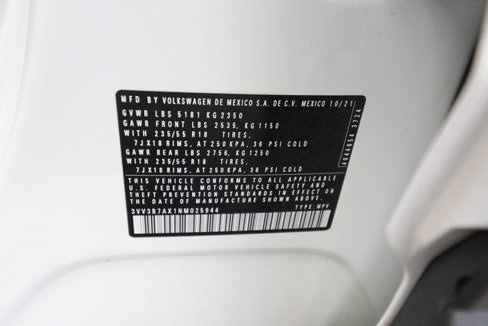 MFD BY VOLKSWAGEN DE MEXICO S.A. DE C.V. MEXICO 10/21
GVWR LBS 5181 KG 2350
GAWR FRONT LBS 2535, KG 1150
WITH 235/55 R18 TIRES,
7JX18 RIMS, AT 250 KPA, 36 PSI COLD
GAWR REAR LBS 2756, KG 1250
WITH 235/55 R18 TIRES,
7JX18 RIMS, AT 250 KPA, 36 PSI COLD
THIS VEHICLE CONFORMS TO ALL APPLICABLE
U.S. FEDERAL MOTOR VEHICLE SAFETY AND
THEFT PREVENTION STANDARDS IN EFFECT ON
THE DATE OF MANUFACTURE SHOWN ABOVE.
3VV3B7AX1NM025944 TYPE: MPV
3724